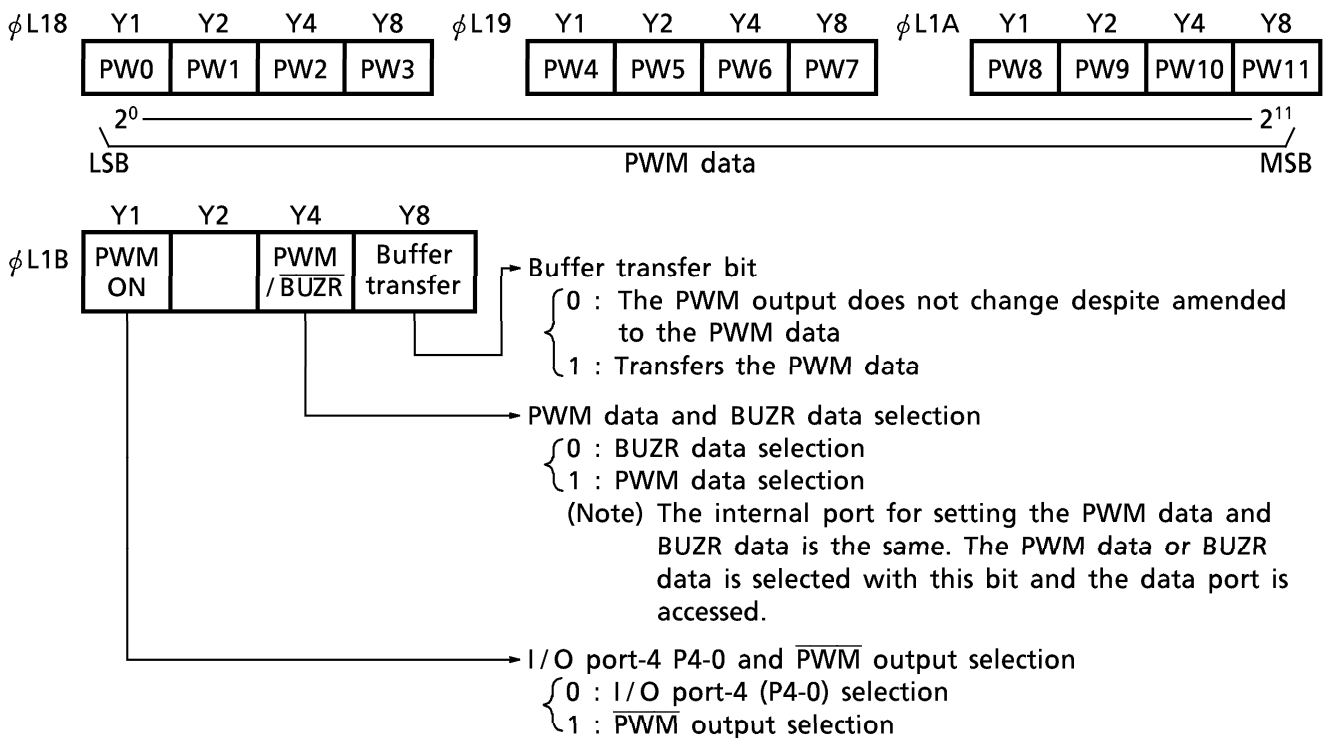 ϕL18 Y1 Y2 Y4 Y8 ϕL19 Y1 Y2 Y4 Y8 ϕL1A Y1 Y2 Y4 Y8
PW0 PW1 PW2 PW3 PW4 PW5 PW6 PW7 PW8 PW9 PW10 PW11
2⁰ 2¹¹
LSB PWM data MSB
Y1 Y2 Y4 Y8
ϕL1B PWM ON PWM / B̅U̅Z̅R̅ Buffer transfer
Buffer transfer bit
0 : The PWM output does not change despite amended
to the PWM data
1 : Transfers the PWM data
PWM data and BUZR data selection
0 : BUZR data selection
1 : PWM data selection
(Note) The internal port for setting the PWM data and
BUZR data is the same. The PWM data or BUZR
data is selected with this bit and the data port is
accessed.
I/O port-4 P4-0 and P̅W̅M̅ output selection
0 : I/O port-4 (P4-0) selection
1 : P̅W̅M̅ output selection